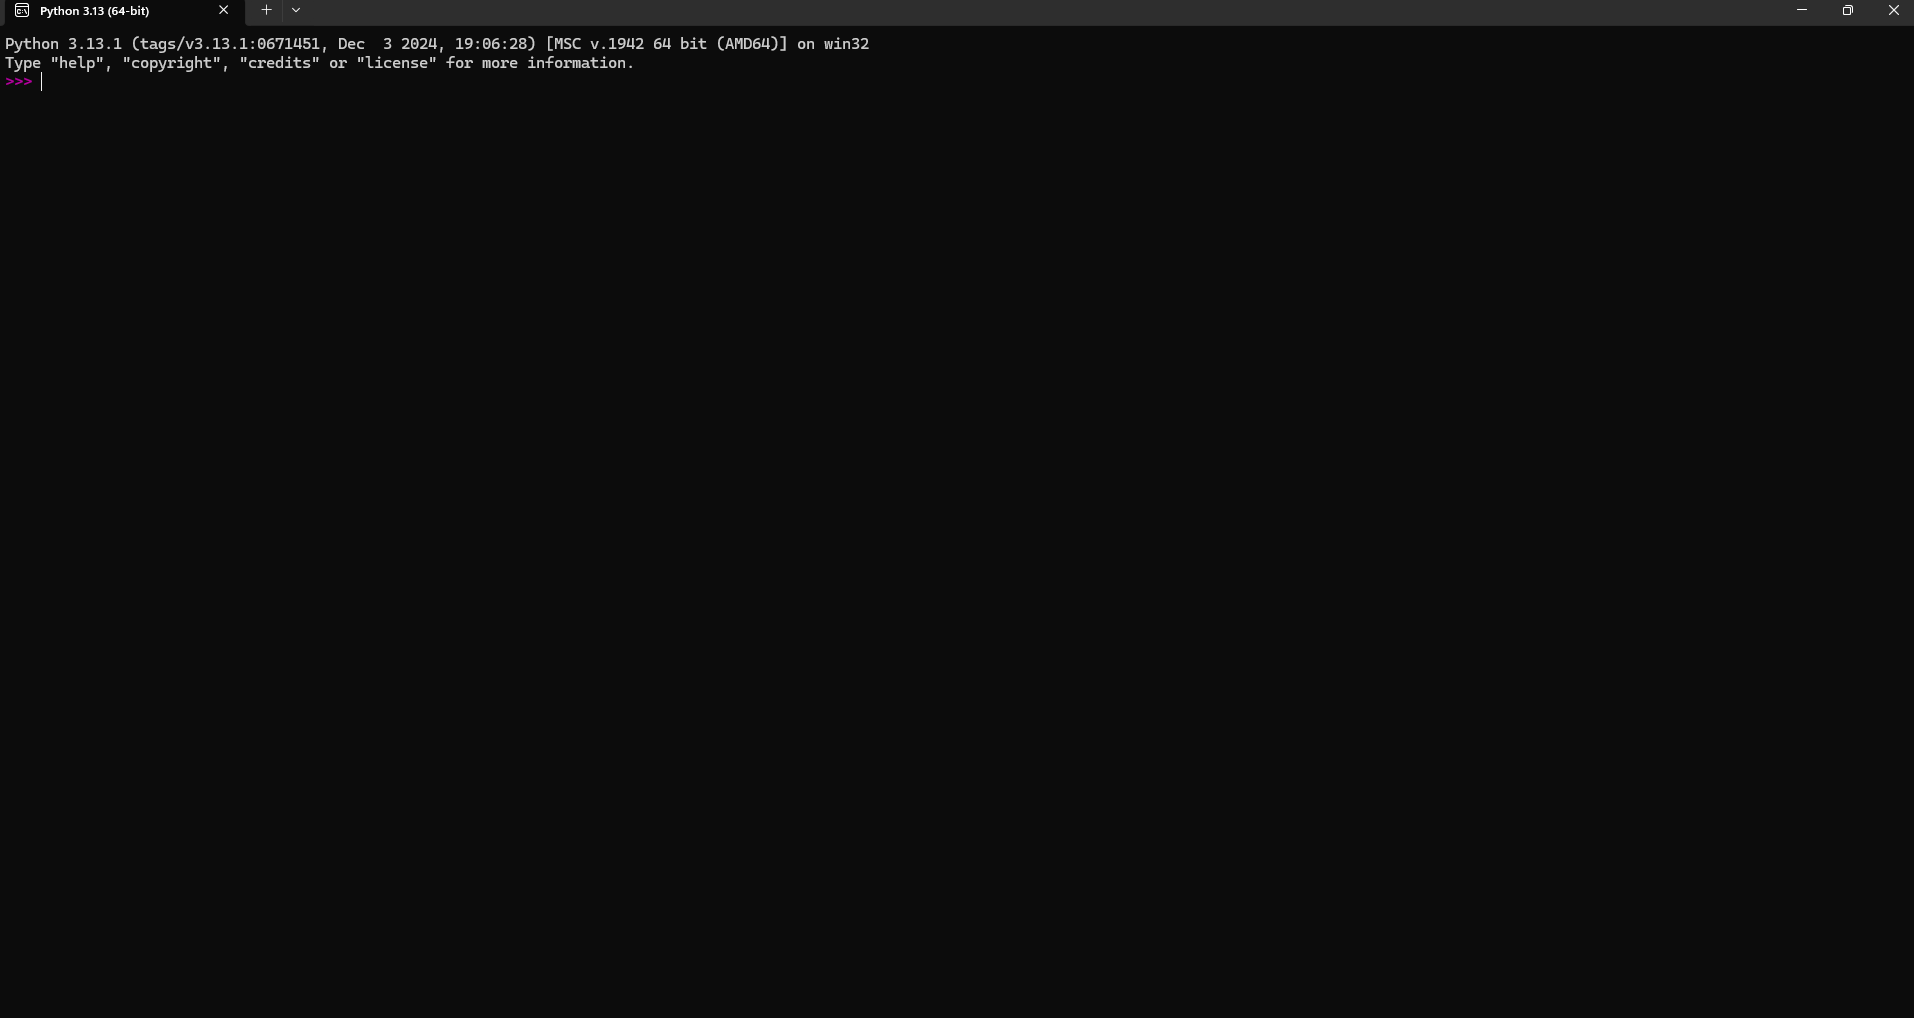 Python 3.13 (64-bit)
Python 3.13.1 (tags/v3.13.1:0671451, Dec  3 2024, 19:06:28) [MSC v.1942 64 bit (AMD64)] on win32
Type "help", "copyright", "credits" or "license" for more information.
>>>